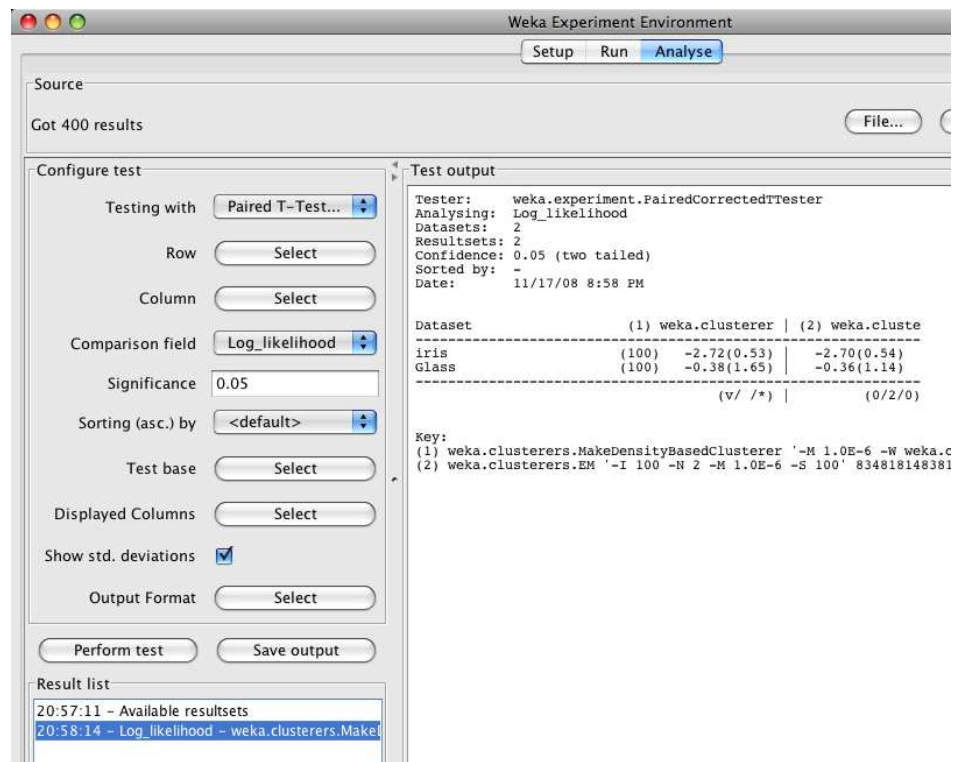 Weka Experiment Environment
Setup Run Analyse
Source
Got 400 results
File...
Configure test
Testing with Paired T-Test...
Row Select
Column Select
Comparison field Log_likelihood
Significance 0.05
Sorting (asc.) by <default>
Test base Select
Displayed Columns Select
Show std. deviations
Output Format Select
Perform test Save output
Result list
20:57:11 - Available resultsets
20:58:14 - Log_likelihood - weka.clusterers.Make
Test output
Tester: weka.experiment.PairedCorrectedTTester
Analysing: Log_likelihood
Datasets: 2
Resultsets: 2
Confidence: 0.05 (two tailed)
Sorted by: -
Date: 11/17/08 8:58 PM
Dataset (1) weka.clusterer | (2) weka.cluste
---------------------------------------------------------------
iris (100) -2.72(0.53) | -2.70(0.54)
Glass (100) -0.38(1.65) | -0.36(1.14)
---------------------------------------------------------------
(v/ /*) | (0/2/0)
Key:
(1) weka.clusterers.MakeDensityBasedClusterer '-M 1.0E-6 -W weka.c
(2) weka.clusterers.EM '-I 100 -N 2 -M 1.0E-6 -S 100' 834818148381